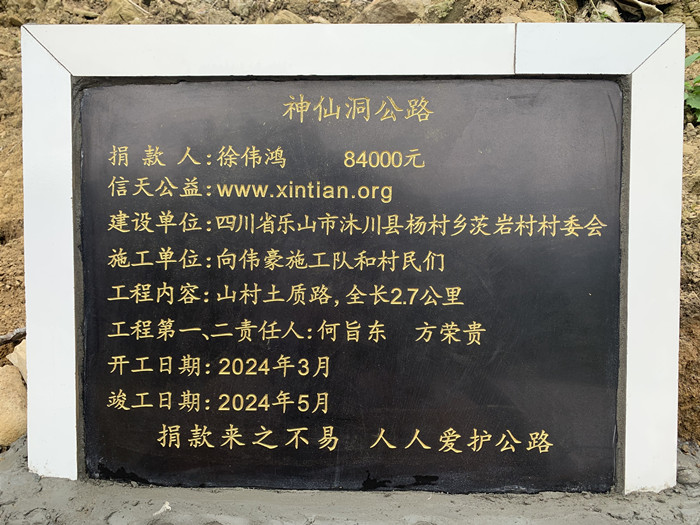 神仙洞公路
捐款人:徐伟鸿 84000元
信天公益:www.xintian.org
建设单位:四川省乐山市沐川县杨村乡茨岩村村委会
施工单位:向伟豪施工队和村民们
工程内容:山村土质路,全长2.7公里
工程第一、二责任人:何旨东 方荣贵
开工日期:2024年3月
竣工日期:2024年5月
捐款来之不易 人人爱护公路